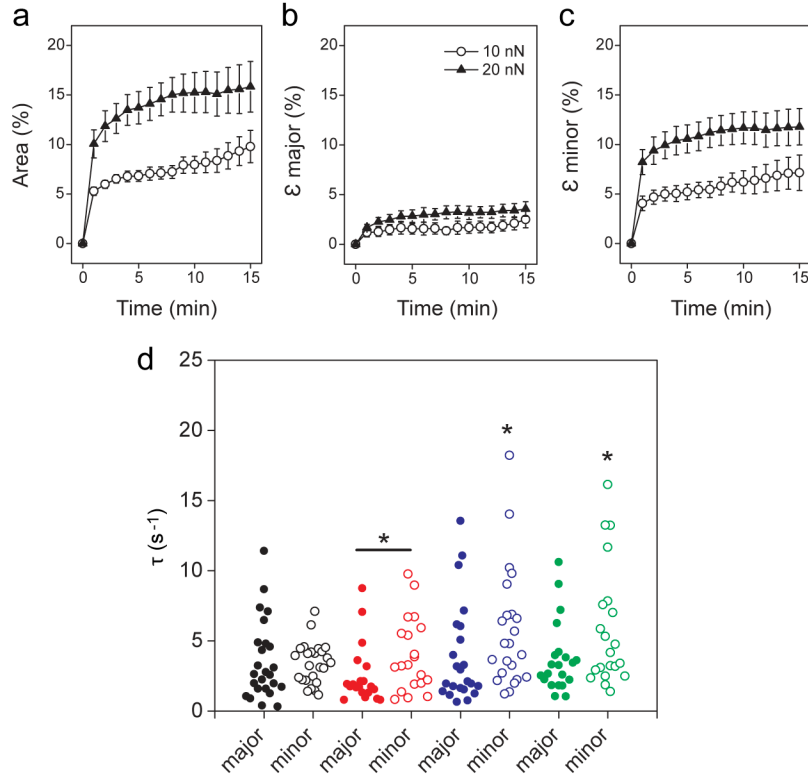 a
b
c
Area (%)
20
15
10
5
0
0 5 10 15
Time (min)
Ɛ major (%)
20
15
10
5
0
10 nN
20 nN
0 5 10 15
Time (min)
Ɛ minor (%)
20
15
10
5
0
0 5 10 15
Time (min)
d
τ (s-1)
25
20
15
10
5
0
*
*
*
major minor major minor major minor major minor